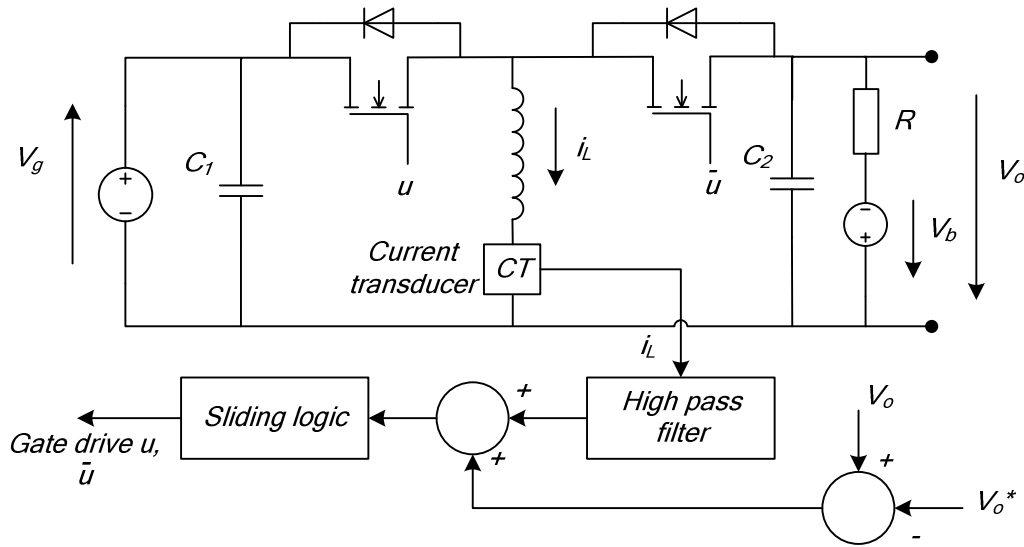 V_g
C_1
u
i_L
Current
transducer
CT
ū
C_2
R
V_b
V_o
+
−
−
+
i_L
Sliding logic
+
+
High pass
filter
V_o
+
V_o*
-
Gate drive u,
ū